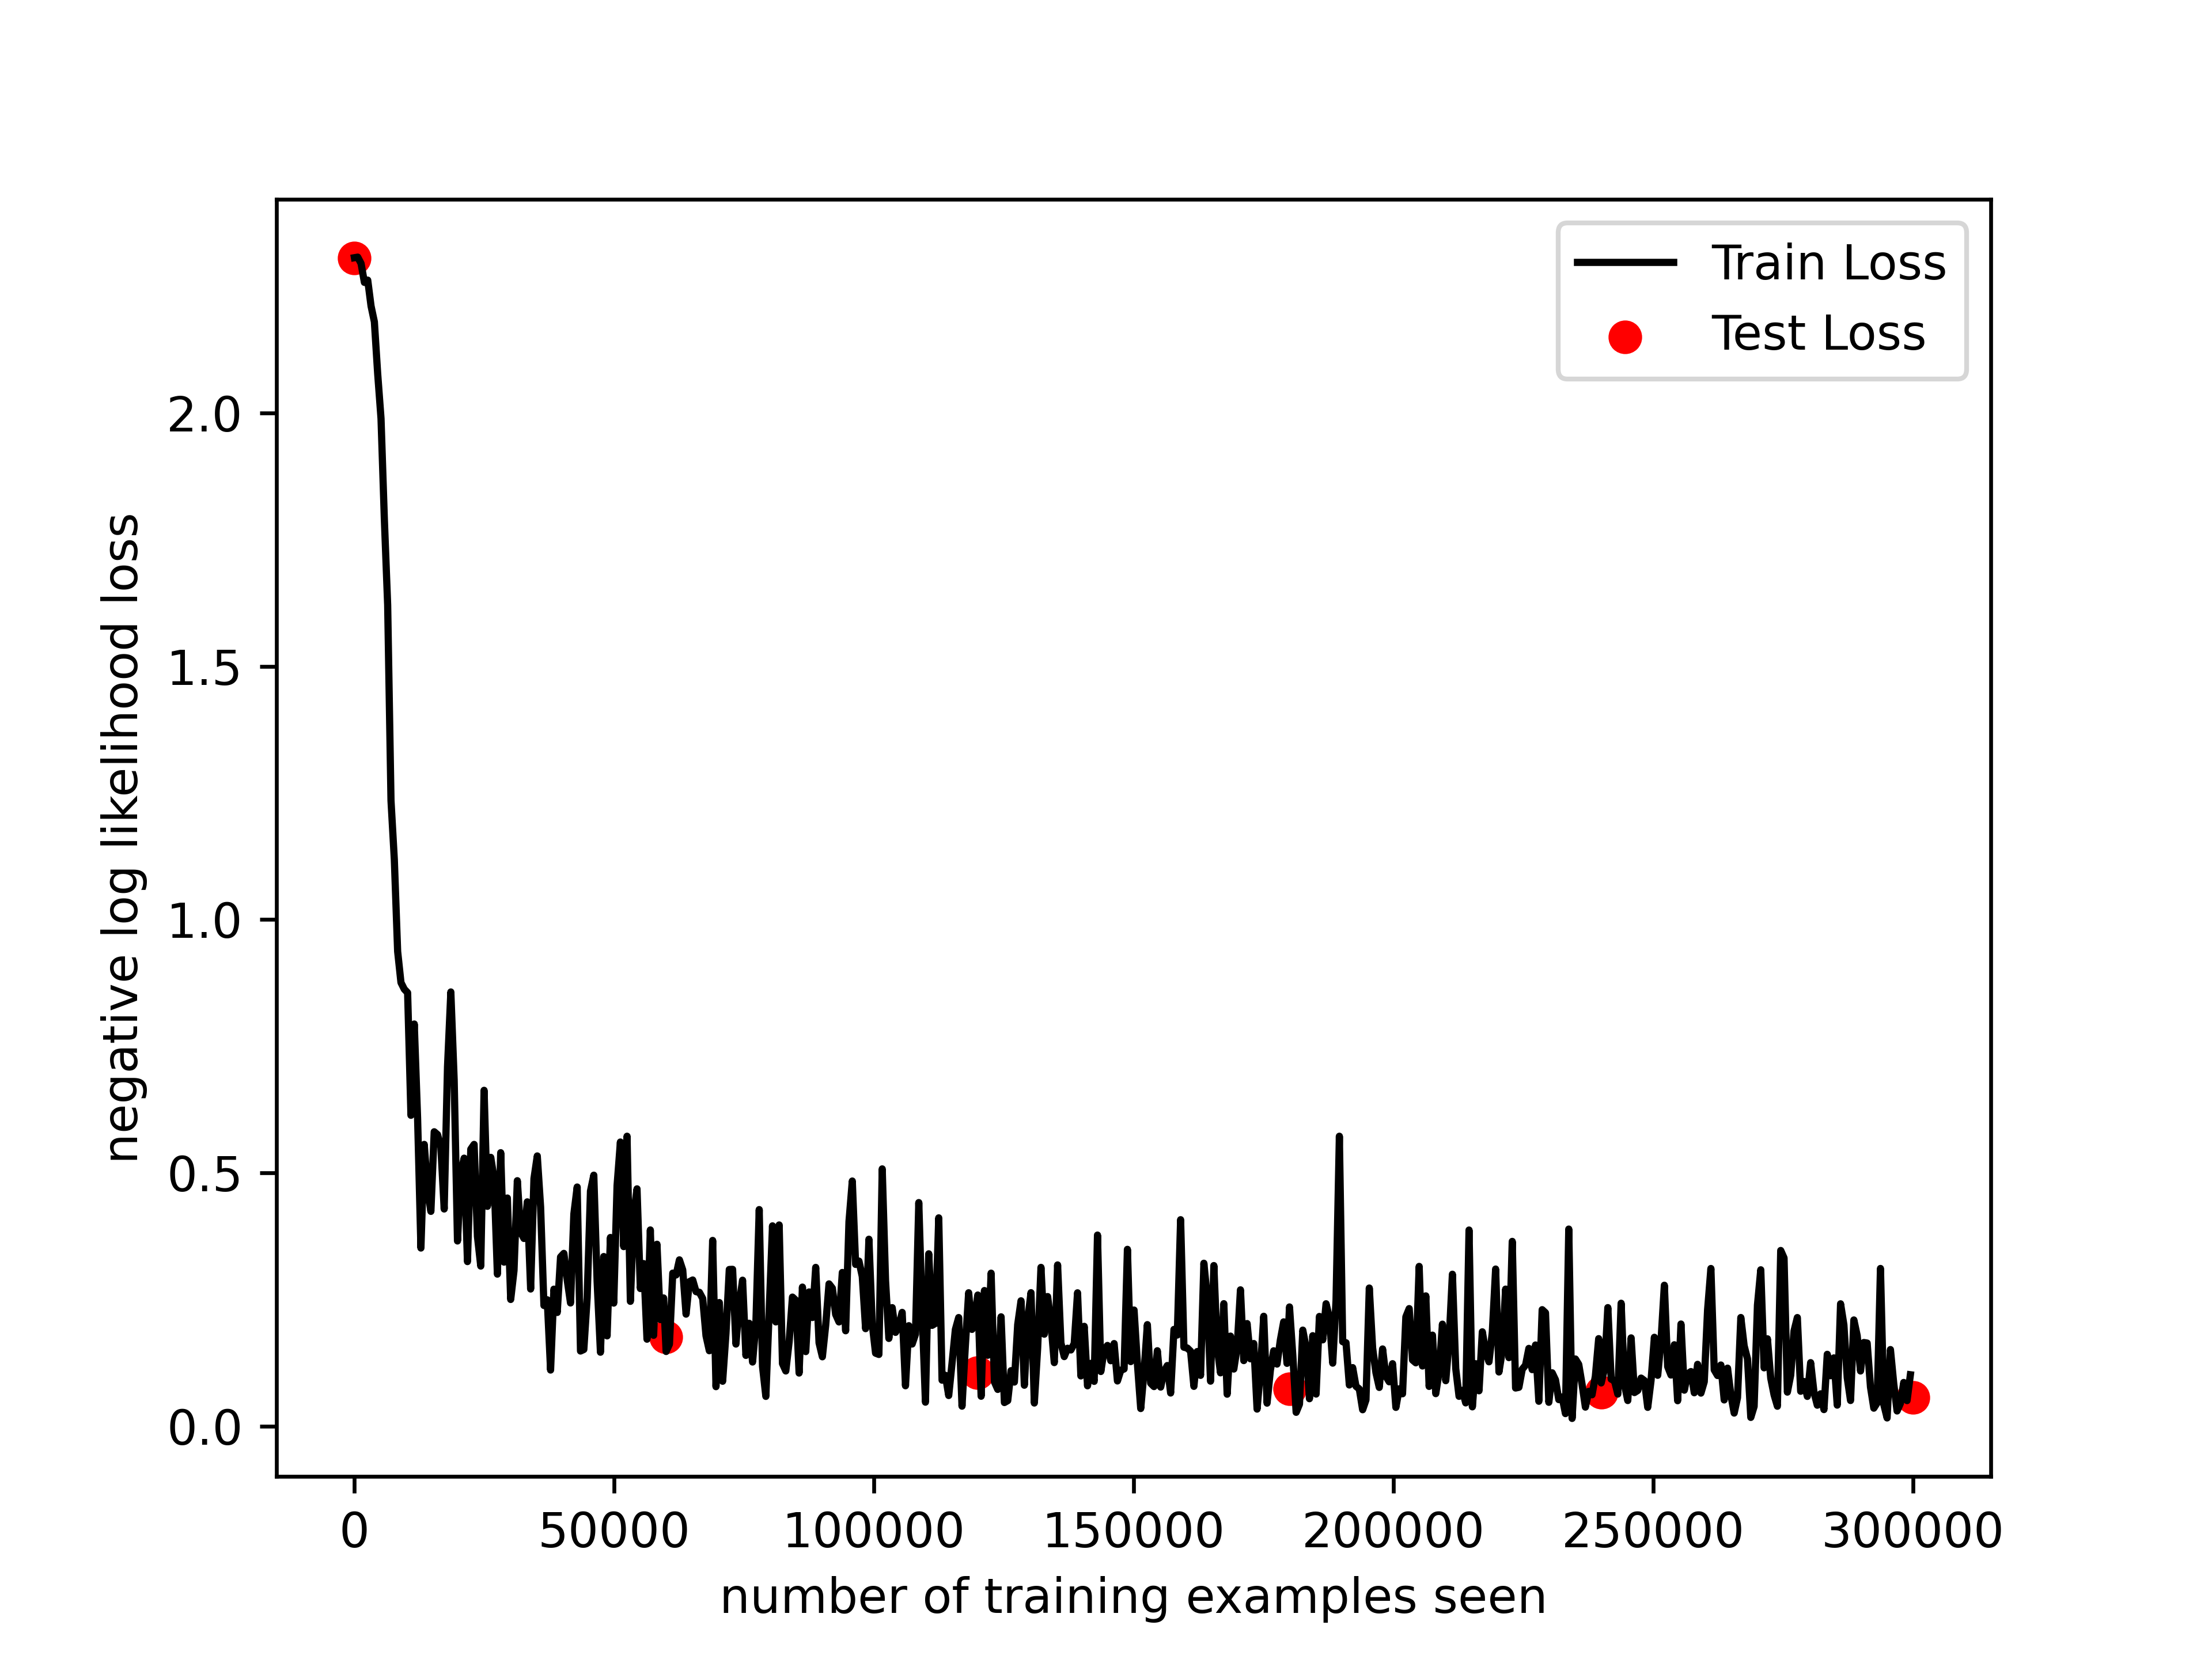 Train Loss
Test Loss
negative log likelihood loss
2.0
1.5
1.0
0.5
0.0
0 50000 100000 150000 200000 250000 300000
number of training examples seen